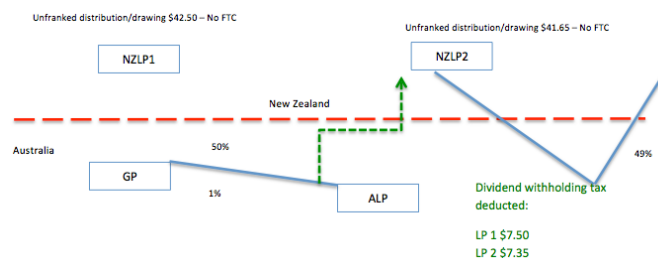 Unfranked distribution/drawing $42.50 – No FTC
Unfranked distribution/drawing $41.65 – No FTC
NZLP1
NZLP2
New Zealand
Australia
50%
49%
GP
1%
ALP
Dividend withholding tax
deducted:
LP 1 $7.50
LP 2 $7.35